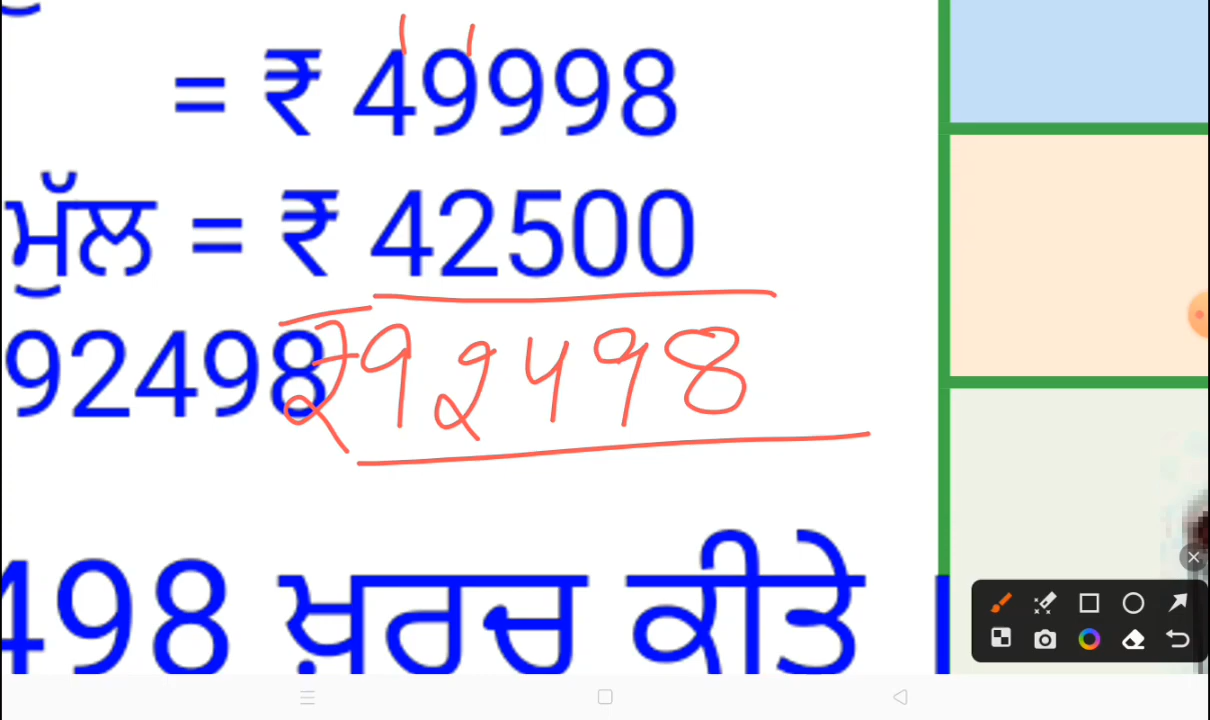 = ₹ 49998
ਮੁੱਲ = ₹ 42500
92498 ₹ 92498
498 ਖ਼ਰਚ ਕੀਤੇ ।